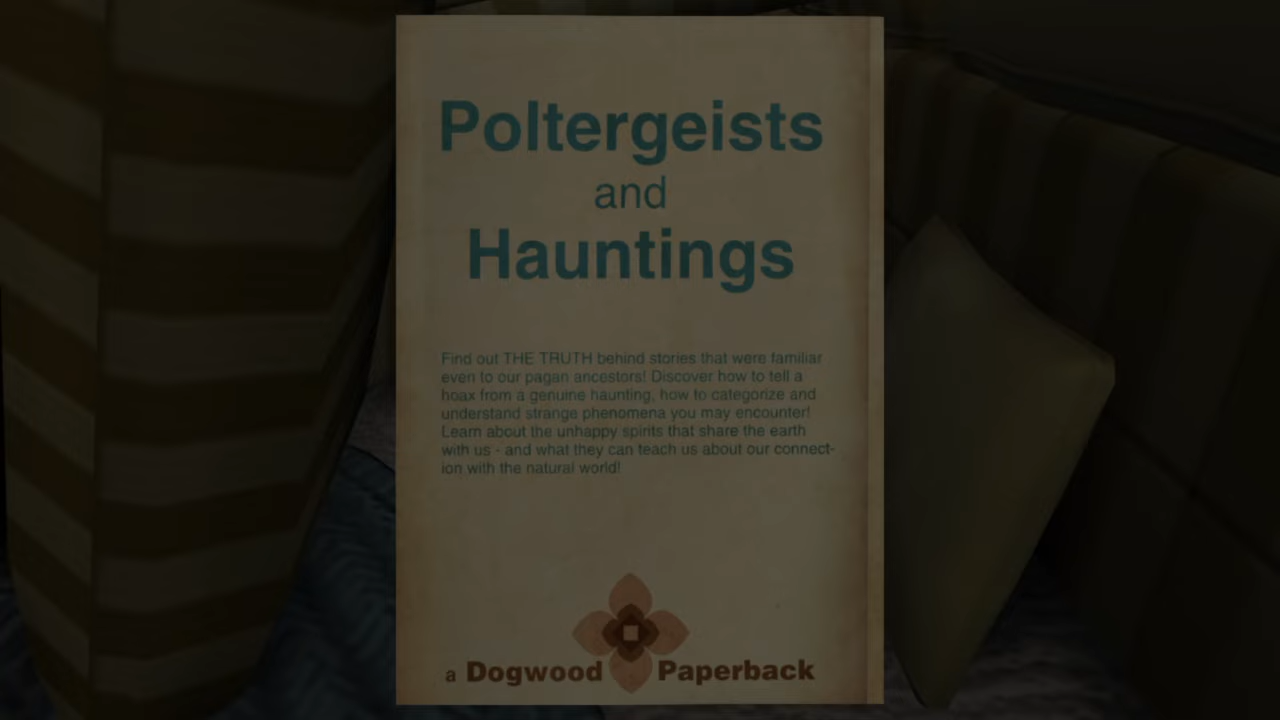 Poltergeists
and
Hauntings
Find out THE TRUTH behind stories that were familiar
even to our pagan ancestors! Discover how to tell a
hoax from a genuine haunting, how to categorize and
understand strange phenomena you may encounter!
Learn about the unhappy spirits that share the earth
with us - and what they can teach us about our connect-
ion with the natural world!
a Dogwood Paperback